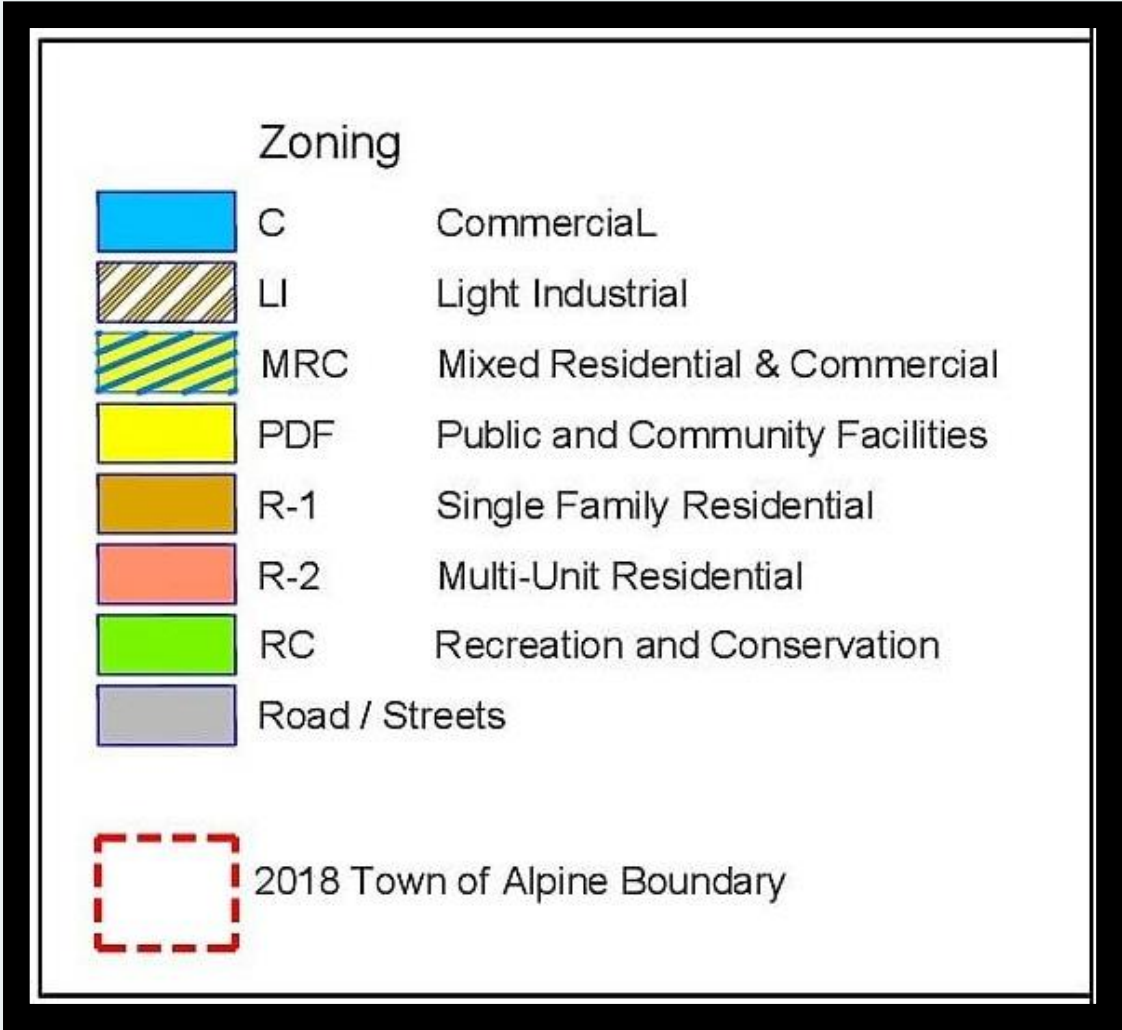 Zoning
C CommerciaL
LI Light Industrial
MRC Mixed Residential & Commercial
PDF Public and Community Facilities
R-1 Single Family Residential
R-2 Multi-Unit Residential
RC Recreation and Conservation
Road / Streets
2018 Town of Alpine Boundary